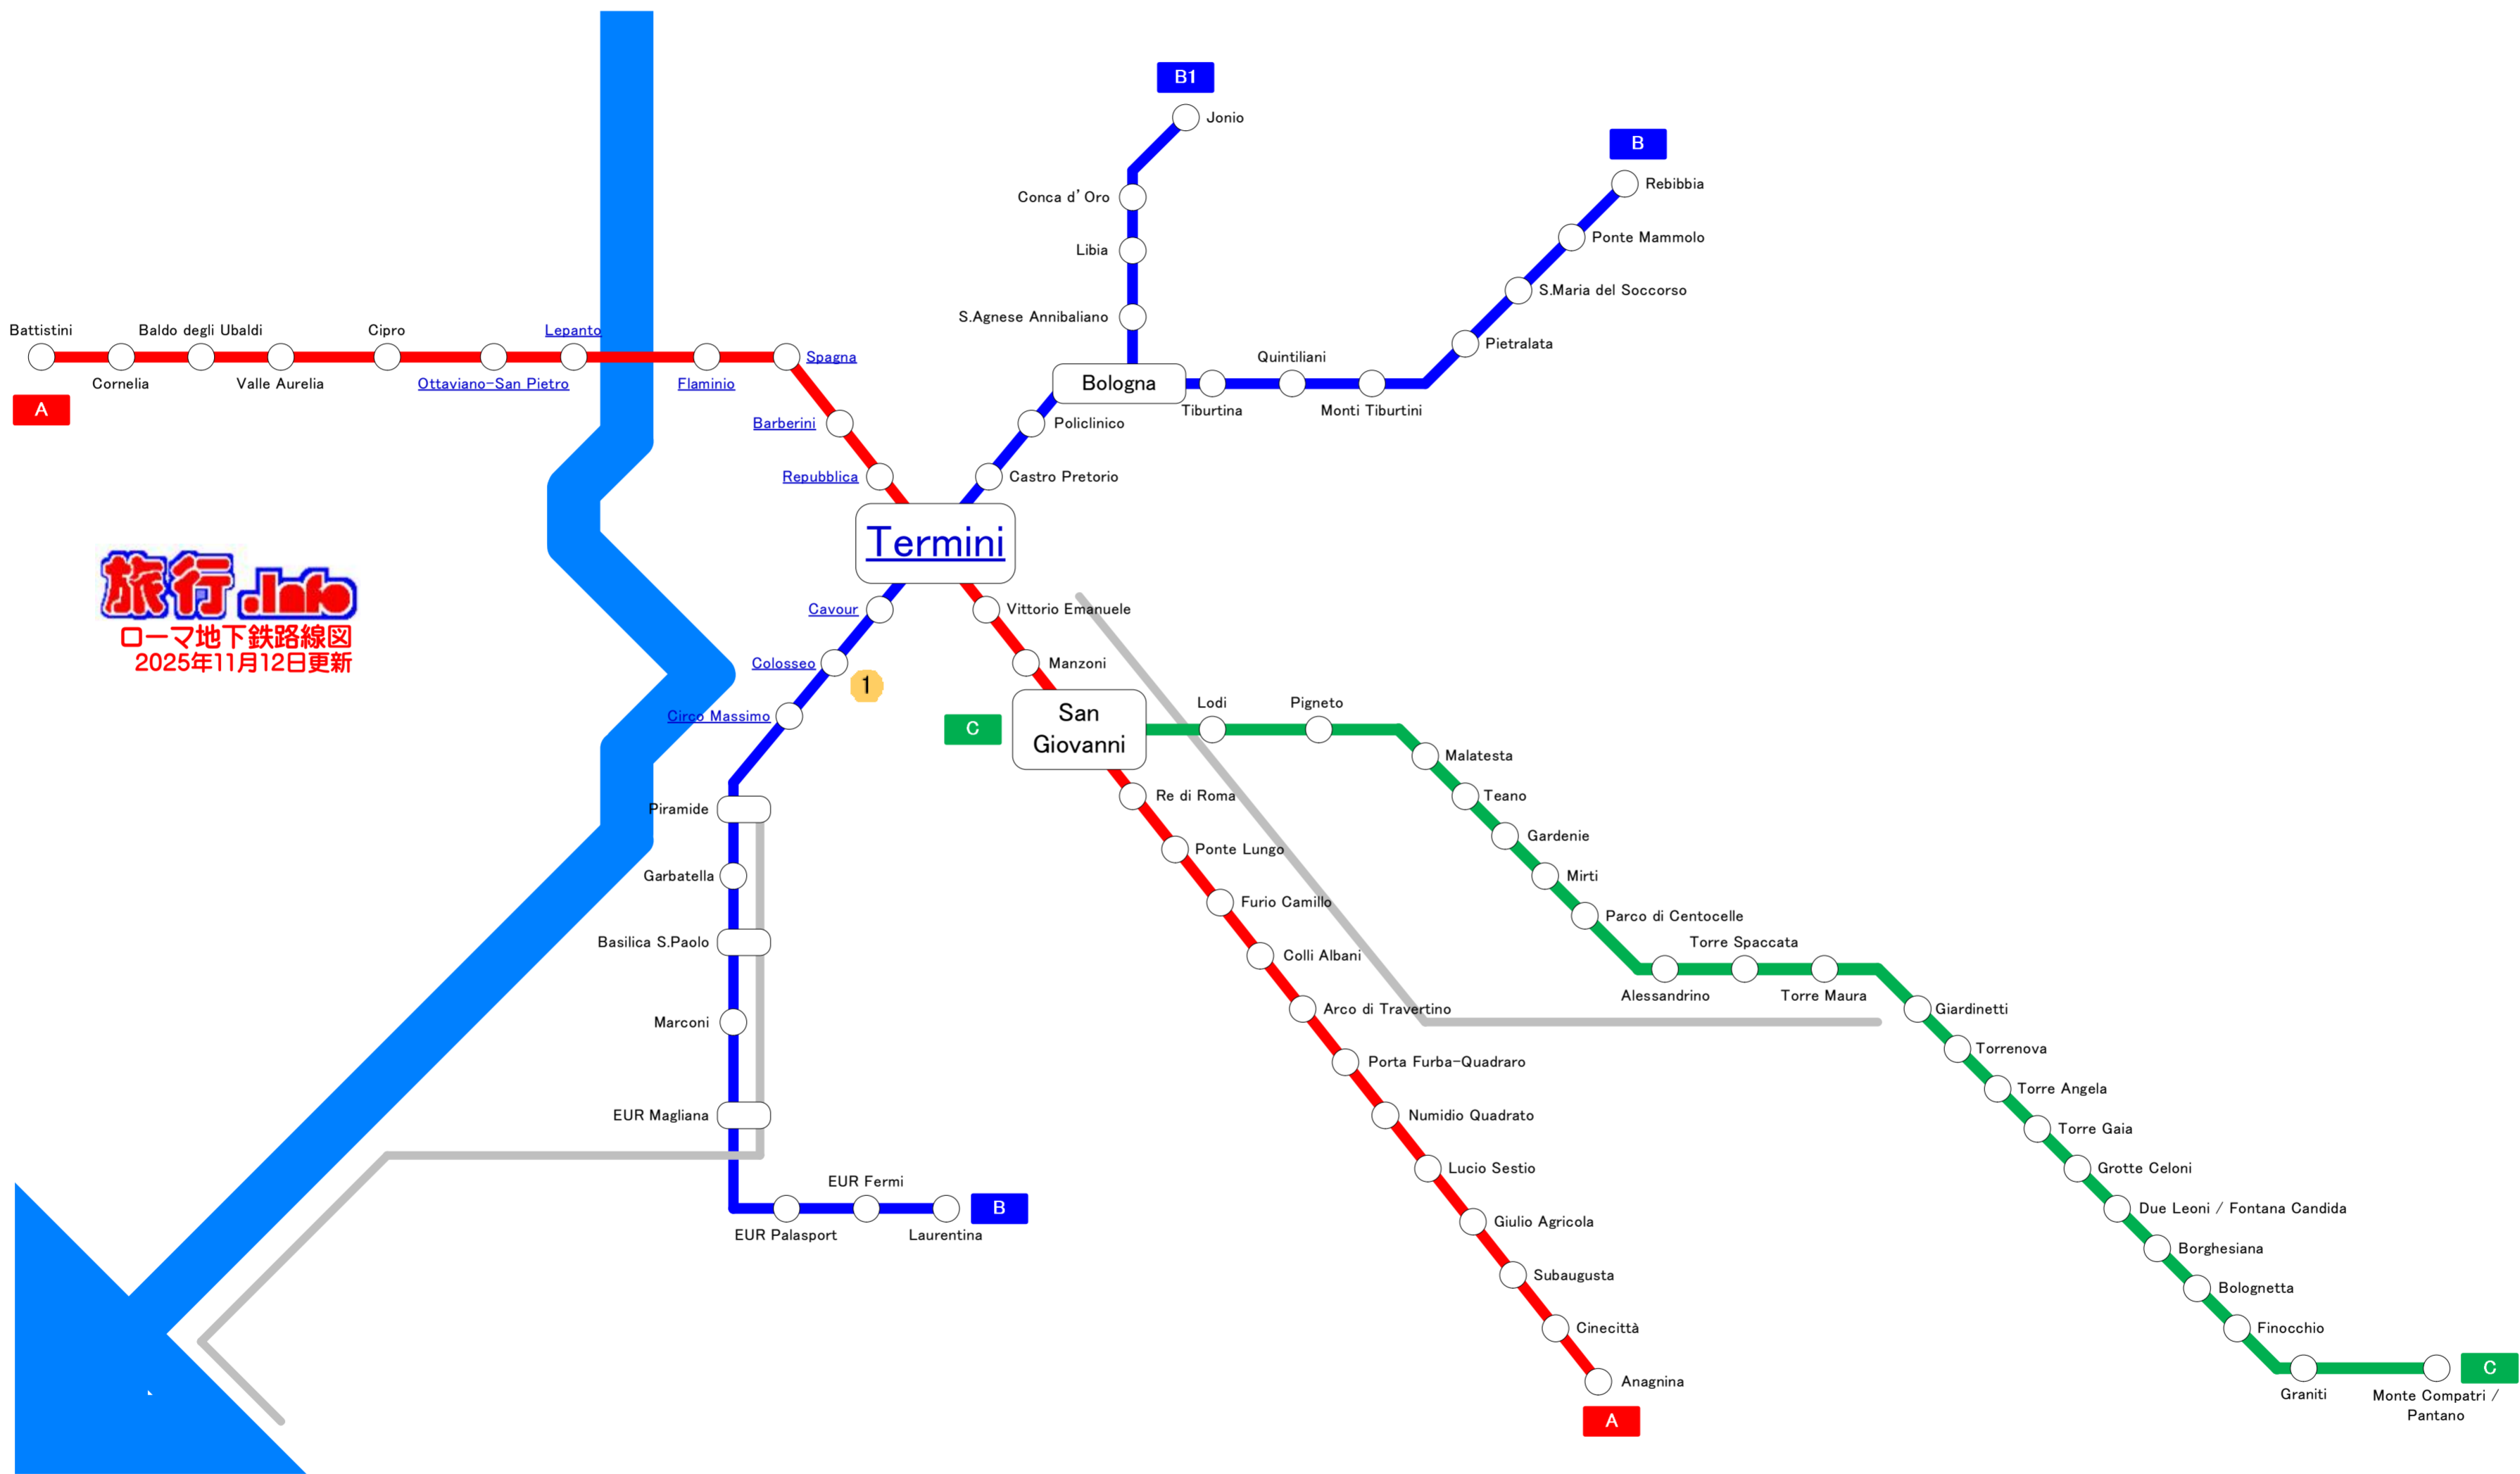 B1
Jonio
B
Rebibbia
Conca d'Oro
Ponte Mammolo
Libia
S.Maria del Soccorso
S.Agnese Annibaliano
Pietralata
Battistini
Baldo degli Ubaldi
Cipro
Lepanto
Spagna
Cornelia
Valle Aurelia
Ottaviano-San Pietro
Flaminio
A
Bologna
Quintiliani
Tiburtina
Monti Tiburtini
Barberini
Policlinico
Repubblica
Castro Pretorio
Termini
旅行.Info
ローマ地下鉄路線図
2025年11月12日更新
Cavour
Vittorio Emanuele
Colosseo
1
Manzoni
Circo Massimo
C
San
Giovanni
Lodi
Pigneto
Malatesta
Piramide
Re di Roma
Teano
Ponte Lungo
Gardenie
Garbatella
Mirti
Furio Camillo
Parco di Centocelle
Basilica S.Paolo
Colli Albani
Torre Spaccata
Alessandrino
Torre Maura
Marconi
Arco di Travertino
Giardinetti
Porta Furba-Quadraro
Torrenova
EUR Magliana
Numidio Quadrato
Torre Angela
Torre Gaia
Lucio Sestio
Grotte Celoni
EUR Fermi
B
EUR Palasport
Laurentina
Giulio Agricola
Due Leoni / Fontana Candida
Subaugusta
Borghesiana
Bolognetta
Cinecittà
Finocchio
Anagnina
A
C
Graniti
Monte Compatri /
Pantano